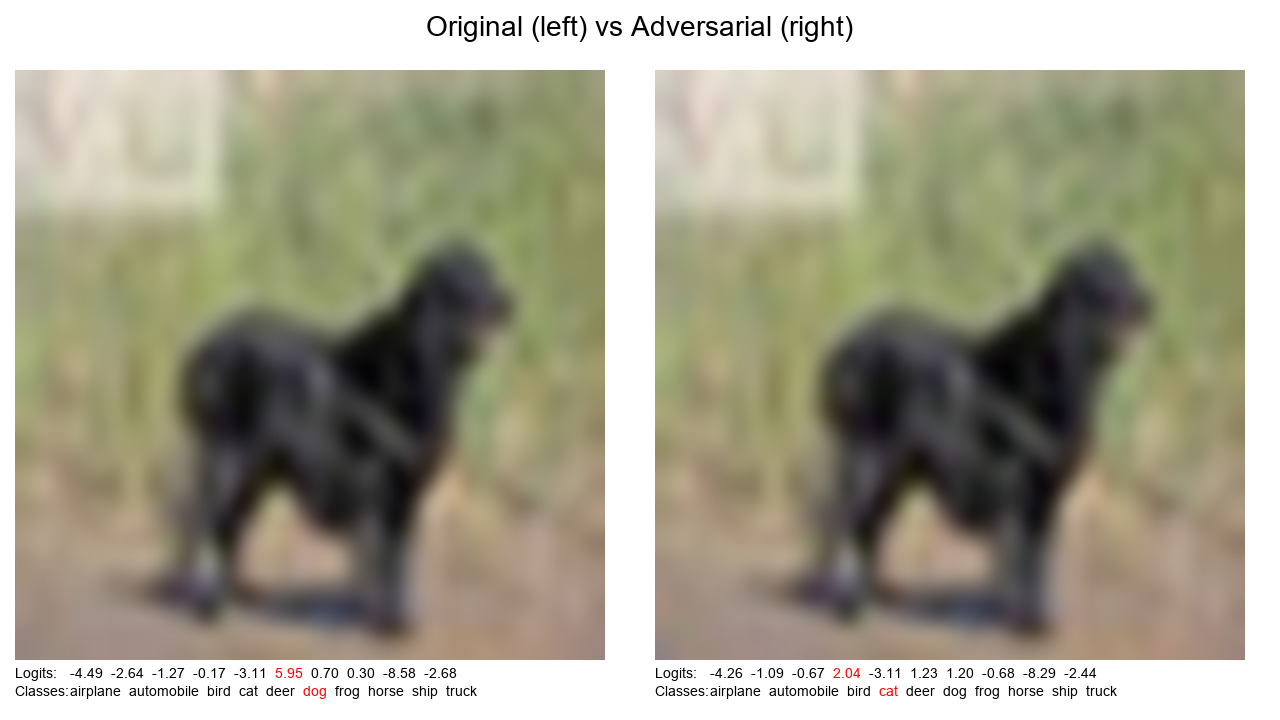 Original (left) vs Adversarial (right)
Logits: -4.49 -2.64 -1.27 -0.17 -3.11 5.95 0.70 0.30 -8.58 -2.68
Classes: airplane automobile bird cat deer dog frog horse ship truck
Logits: -4.26 -1.09 -0.67 2.04 -3.11 1.23 1.20 -0.68 -8.29 -2.44
Classes: airplane automobile bird cat deer dog frog horse ship truck